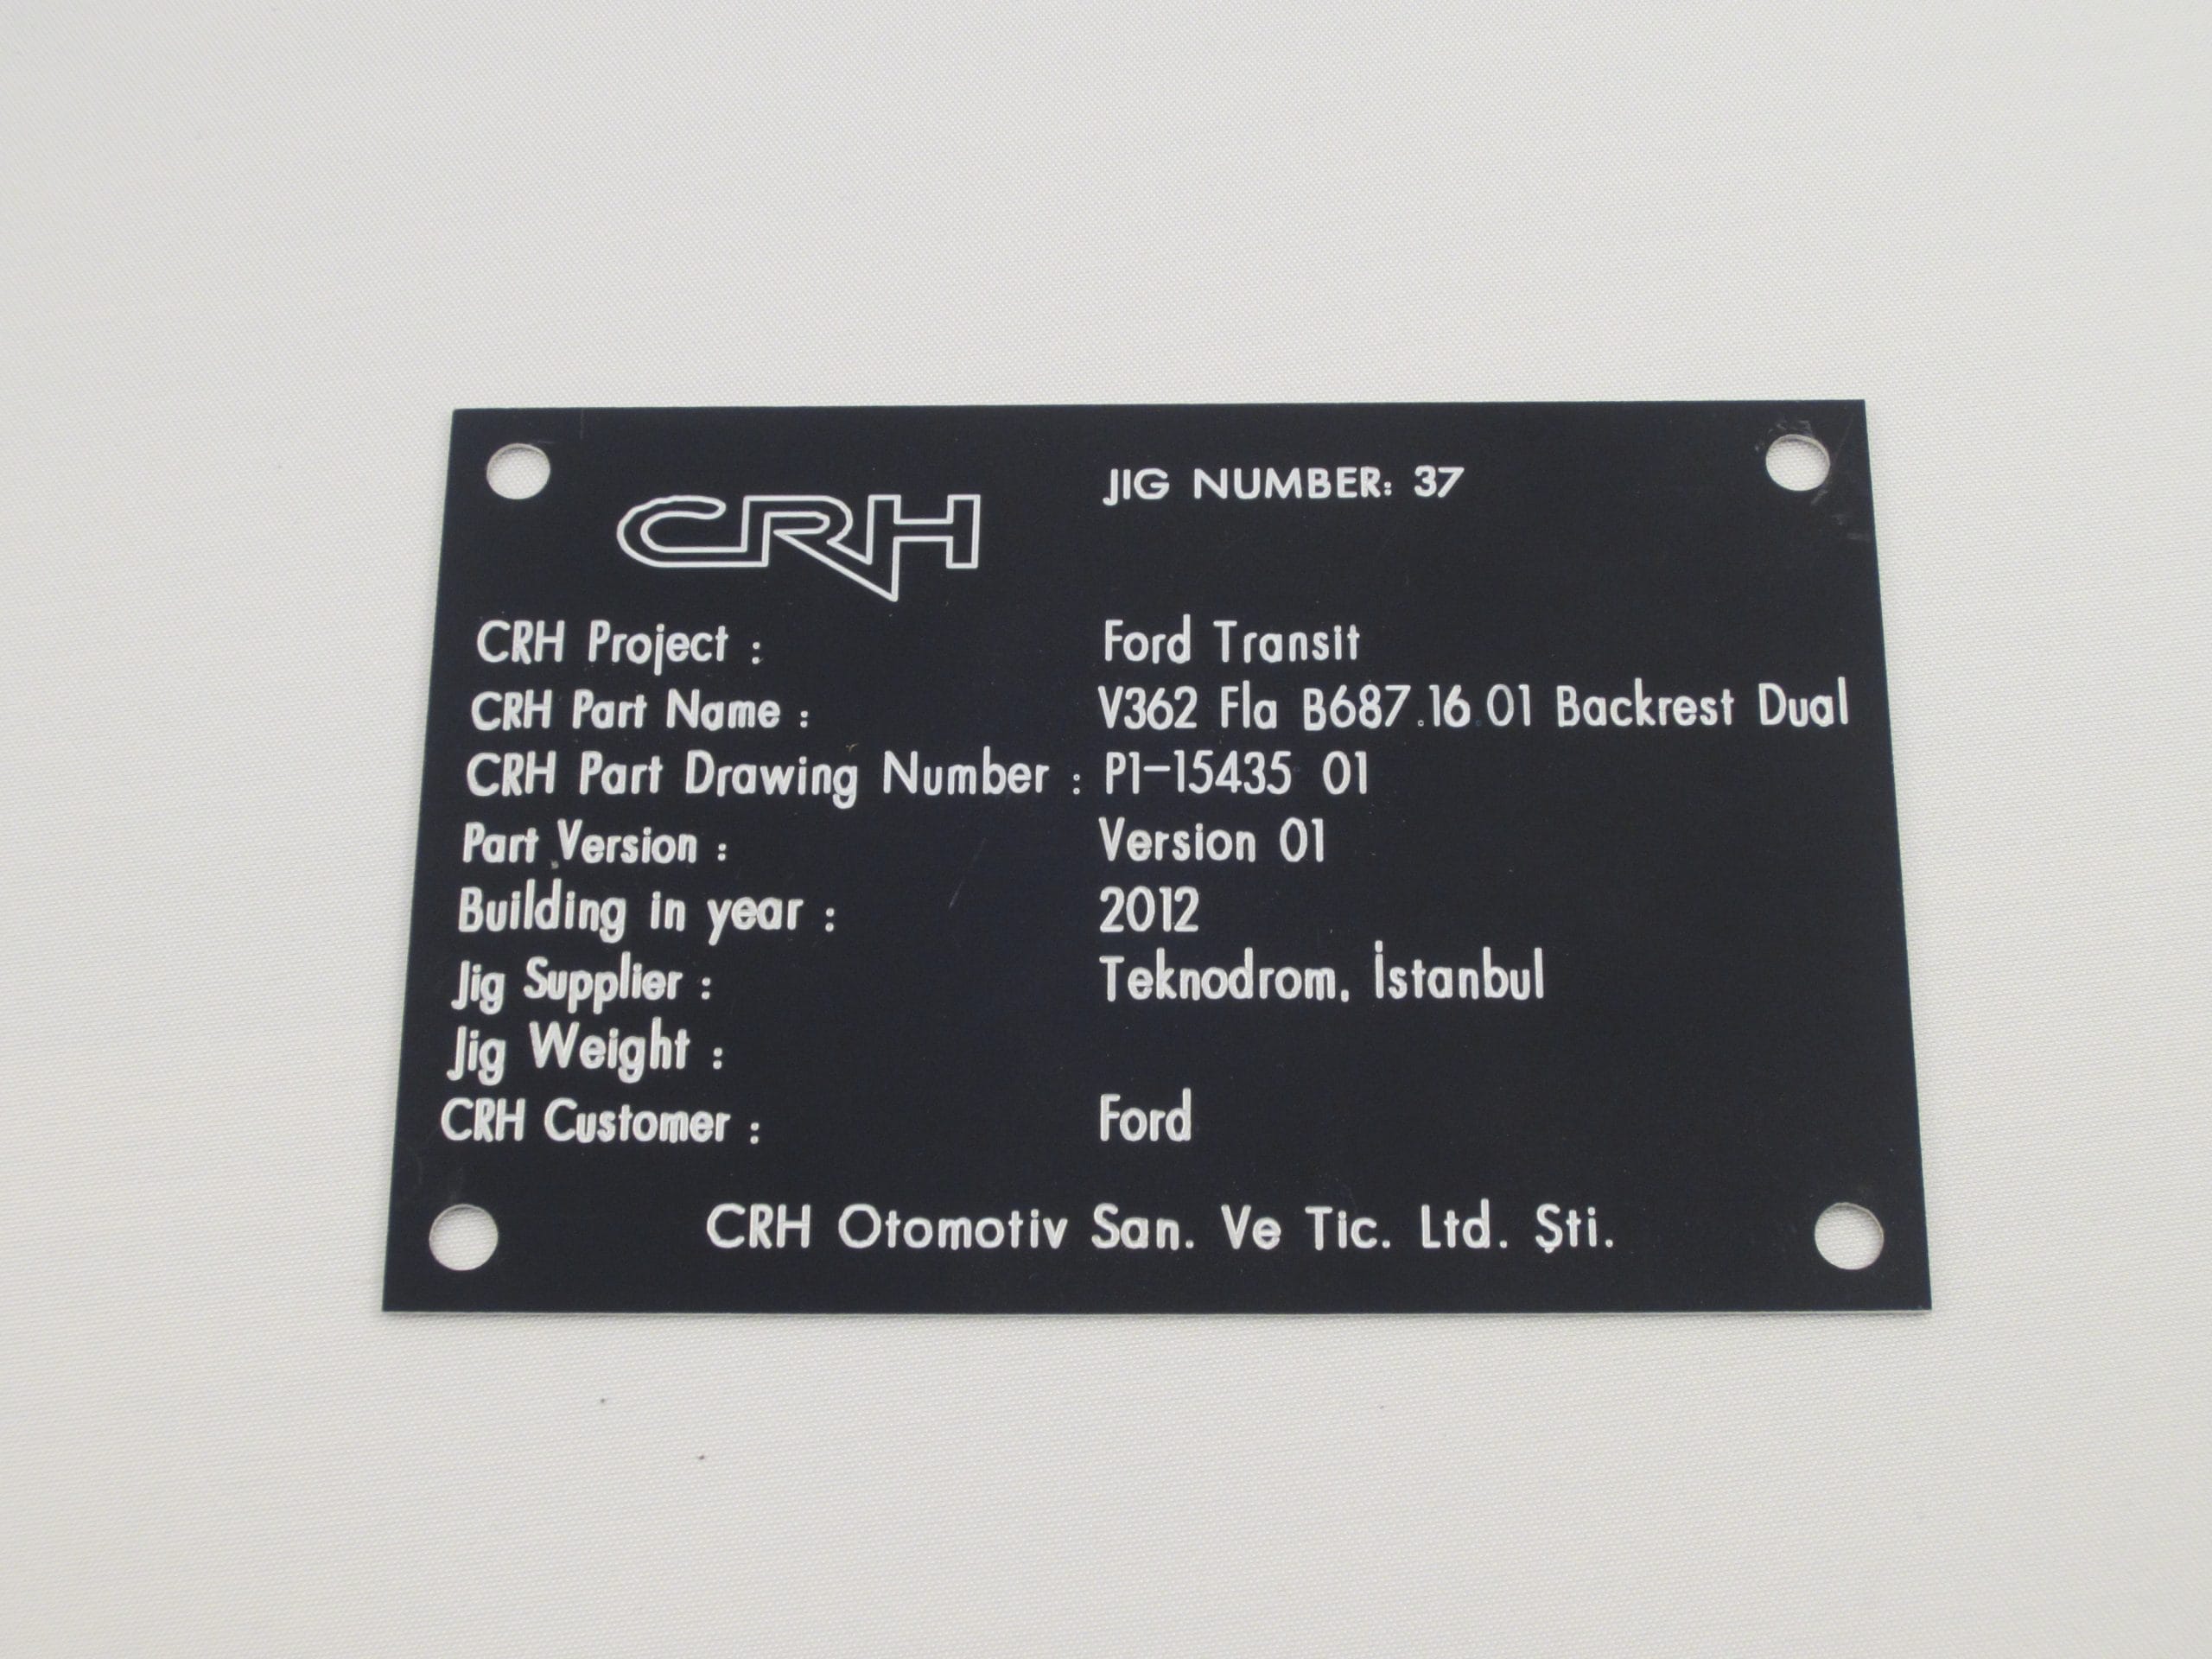 CRH
JIG NUMBER: 37
CRH Project : Ford Transit
CRH Part Name : V362 Fla B687.16.01 Backrest Dual
CRH Part Drawing Number : P1-15435 01
Part Version : Version 01
Building in year : 2012
Jig Supplier : Teknodrom, İstanbul
Jig Weight :
CRH Customer : Ford
CRH Otomotiv San. Ve Tic. Ltd. Şti.